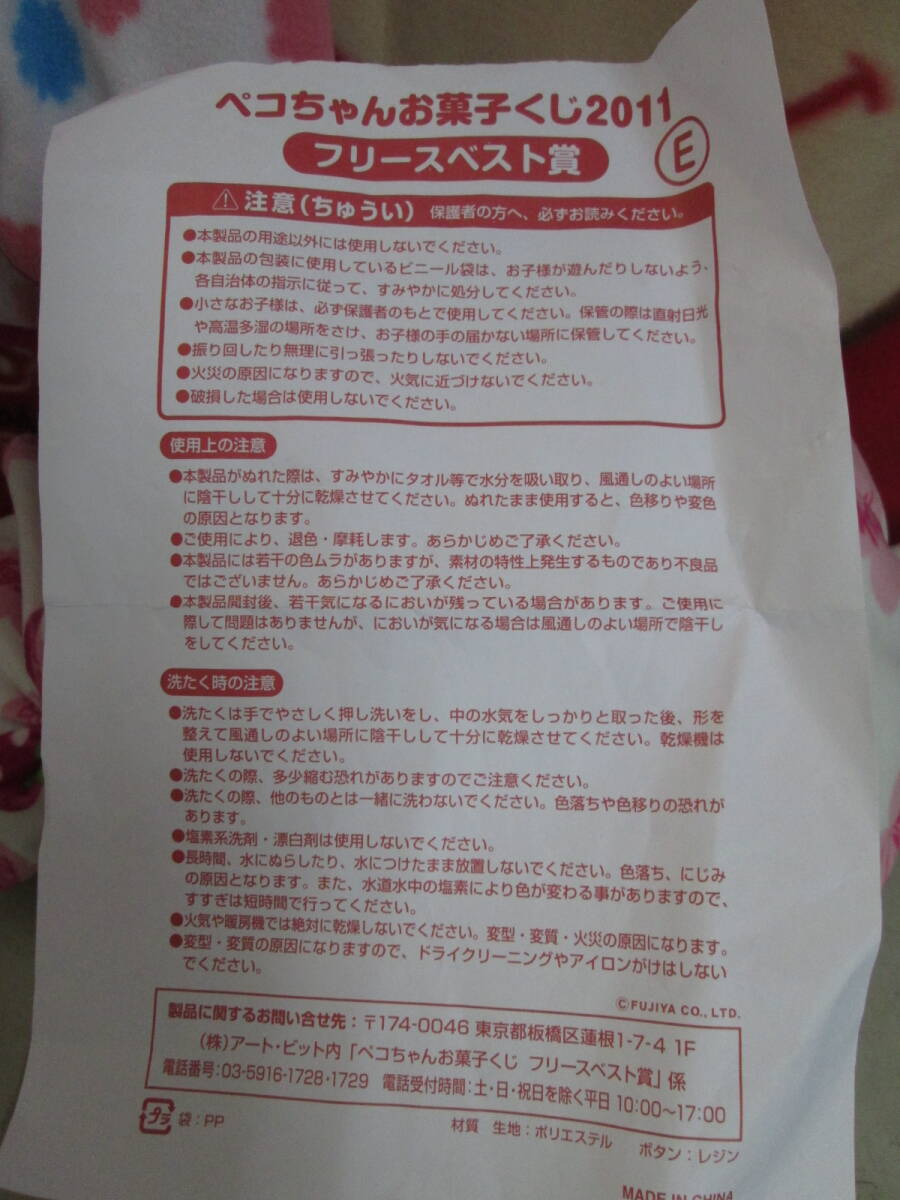 ペコちゃんお菓子くじ2011
フリースベスト賞
E
注意(ちゅうい) 保護者の方へ、必ずお読みください。
●本製品の用途以外には使用しないでください。
●本製品の包装に使用しているビニール袋は、お子様が遊んだりしないよう、
各自治体の指示に従って、すみやかに処分してください。
●小さなお子様は、必ず保護者のもとで使用してください。保管の際は直射日光
や高温多湿の場所をさけ、お子様の手の届かない場所に保管してください。
●振り回したり無理に引っ張ったりしないでください。
●火災の原因になりますので、火気に近づけないでください。
●破損した場合は使用しないでください。
使用上の注意
●本製品がぬれた際は、すみやかにタオル等で水分を吸い取り、風通しのよい場所
に陰干しして十分に乾燥させてください。ぬれたまま使用すると、色移りや変色
の原因となります。
●ご使用により、退色・摩耗します。あらかじめご了承ください。
●本製品には若干の色ムラがありますが、素材の特性上発生するものであり不良品
ではございません。あらかじめご了承ください。
●本製品開封後、若干気になるにおいが残っている場合があります。ご使用に
際して問題はありませんが、においが気になる場合は風通しのよい場所で陰干し
をしてください。
洗たく時の注意
●洗たくは手でやさしく押し洗いをし、中の水気をしっかりと取った後、形を
整えて風通しのよい場所に陰干しして十分に乾燥させてください。乾燥機は
使用しないでください。
●洗たくの際、多少縮む恐れがありますのでご注意ください。
●洗たくの際、他のものとは一緒に洗わないでください。色落ちや色移りの恐れが
あります。
●塩素系洗剤・漂白剤は使用しないでください。
●長時間、水にぬらしたり、水につけたまま放置しないでください。色落ち、にじみ
の原因となります。また、水道水中の塩素により色が変わる事がありますので、
すすぎは短時間で行ってください。
●火気や暖房機では絶対に乾燥しないでください。変型・変質・火災の原因になります。
●変型・変質の原因になりますので、ドライクリーニングやアイロンがけはしない
でください。
©FUJIYA CO., LTD.
製品に関するお問い合せ先:〒174-0046 東京都板橋区蓮根1-7-4 1F
(株)アート・ビット内「ペコちゃんお菓子くじ フリースベスト賞」係
電話番号:03-5916-1728・1729 電話受付時間:土・日・祝日を除く平日 10:00〜17:00
プラ 袋:PP
材質 生地:ポリエステル ボタン:レジン
MADE IN CHINA